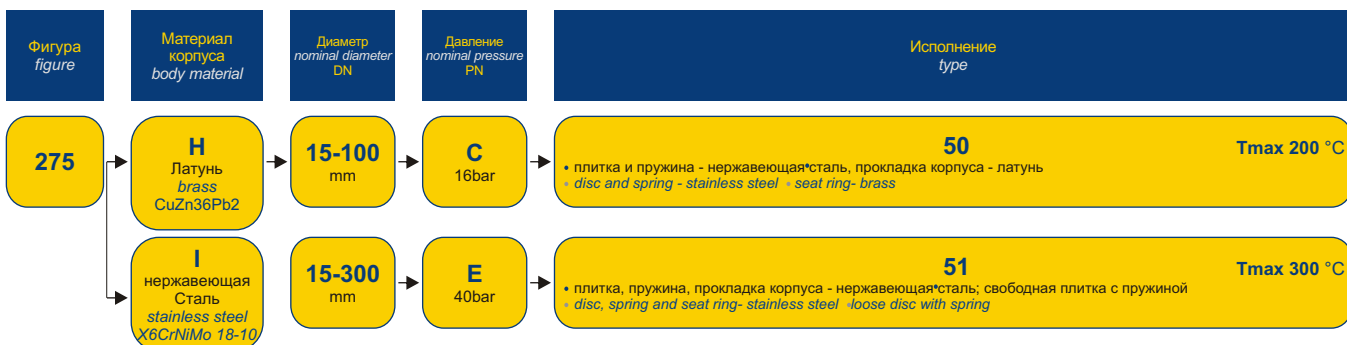 Фигура
figure
Материал
корпуса
body material
Диаметр
nominal diameter
DN
Давление
nominal pressure
PN
Исполнение
type
275
H
Латунь
brass
CuZn36Pb2
15-100
mm
C
16bar
50
Tmax 200 °C
• плитка и пружина - нержавеющая•сталь, прокладка корпуса - латунь
• disc and spring - stainless steel • seat ring- brass
I
нержавеющая
Сталь
stainless steel
X6CrNiMo 18-10
15-300
mm
E
40bar
51
Tmax 300 °C
• плитка, пружина, прокладка корпуса - нержавеющая•сталь; свободная плитка с пружиной
• disc, spring and seat ring- stainless steel •loose disc with spring